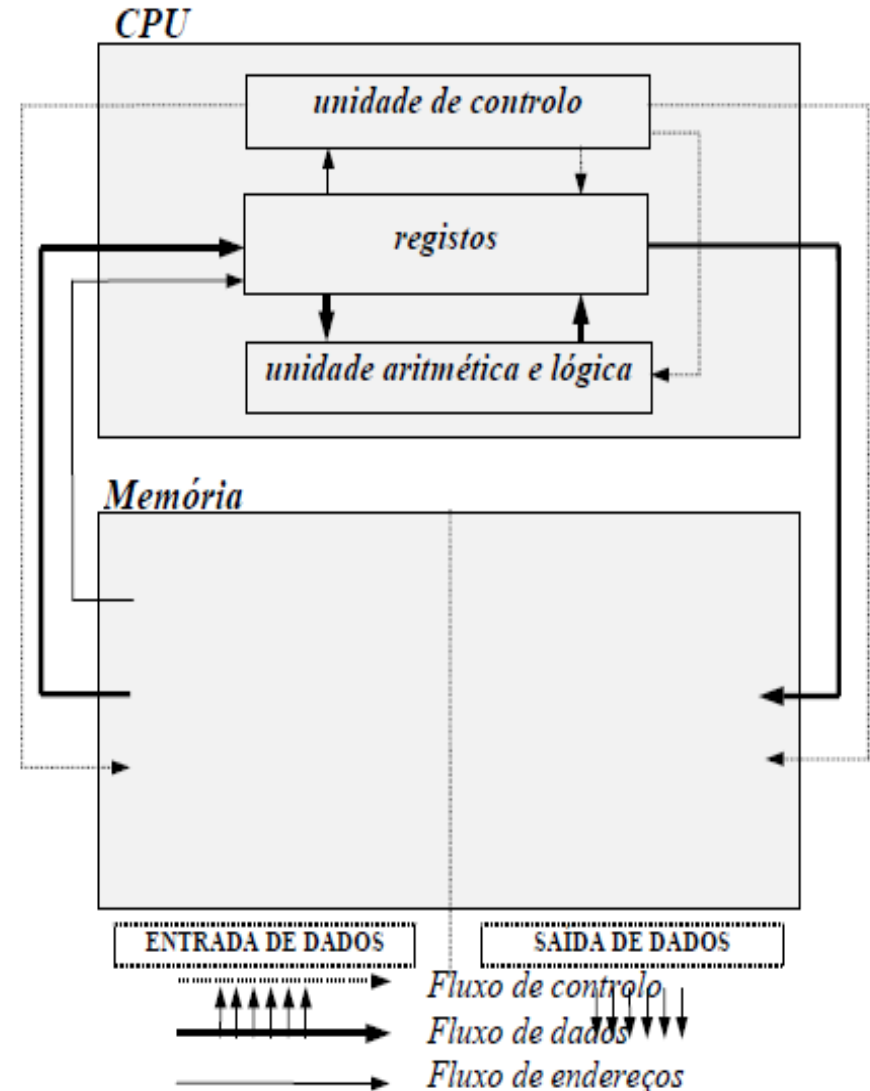 CPU
unidade de controlo
registos
unidade aritmética e lógica
Memória
ENTRADA DE DADOS
SAIDA DE DADOS
Fluxo de controlo
Fluxo de dados
Fluxo de endereços